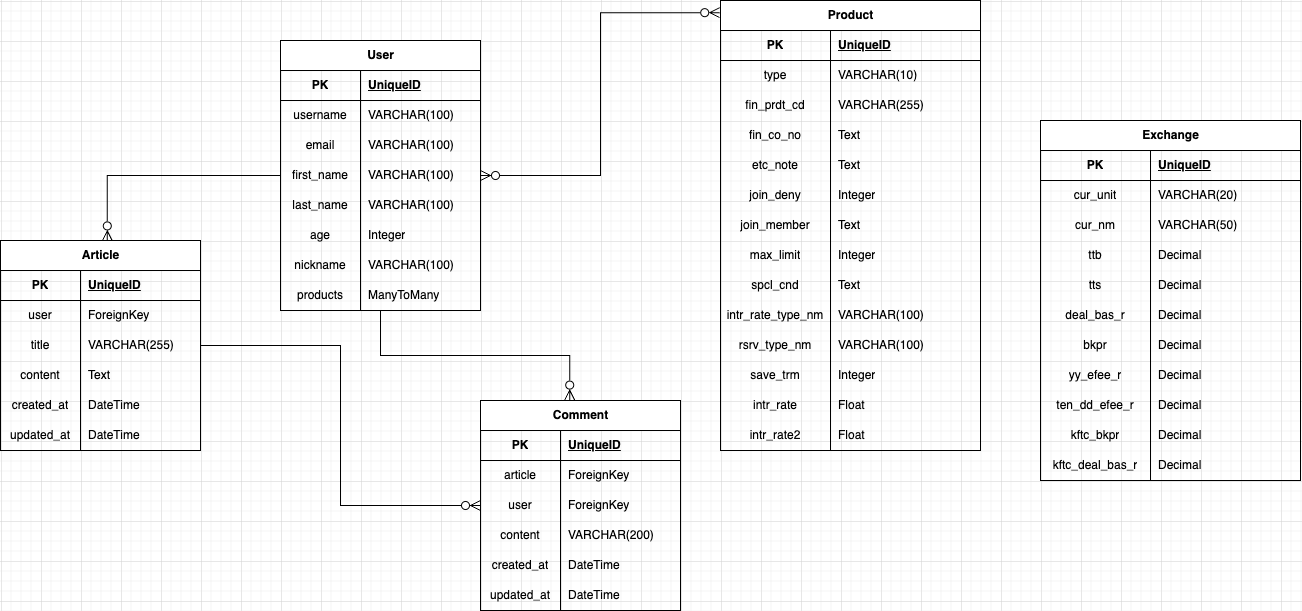 User
PK UniqueID
username VARCHAR(100)
email VARCHAR(100)
first_name VARCHAR(100)
last_name VARCHAR(100)
age Integer
nickname VARCHAR(100)
products ManyToMany
Product
PK UniqueID
type VARCHAR(10)
fin_prdt_cd VARCHAR(255)
fin_co_no Text
etc_note Text
join_deny Integer
join_member Text
max_limit Integer
spcl_cnd Text
intr_rate_type_nm VARCHAR(100)
rsrv_type_nm VARCHAR(100)
save_trm Integer
intr_rate Float
intr_rate2 Float
Exchange
PK UniqueID
cur_unit VARCHAR(20)
cur_nm VARCHAR(50)
ttb Decimal
tts Decimal
deal_bas_r Decimal
bkpr Decimal
yy_efee_r Decimal
ten_dd_efee_r Decimal
kftc_bkpr Decimal
kftc_deal_bas_r Decimal
Article
PK UniqueID
user ForeignKey
title VARCHAR(255)
content Text
created_at DateTime
updated_at DateTime
Comment
PK UniqueID
article ForeignKey
user ForeignKey
content VARCHAR(200)
created_at DateTime
updated_at DateTime